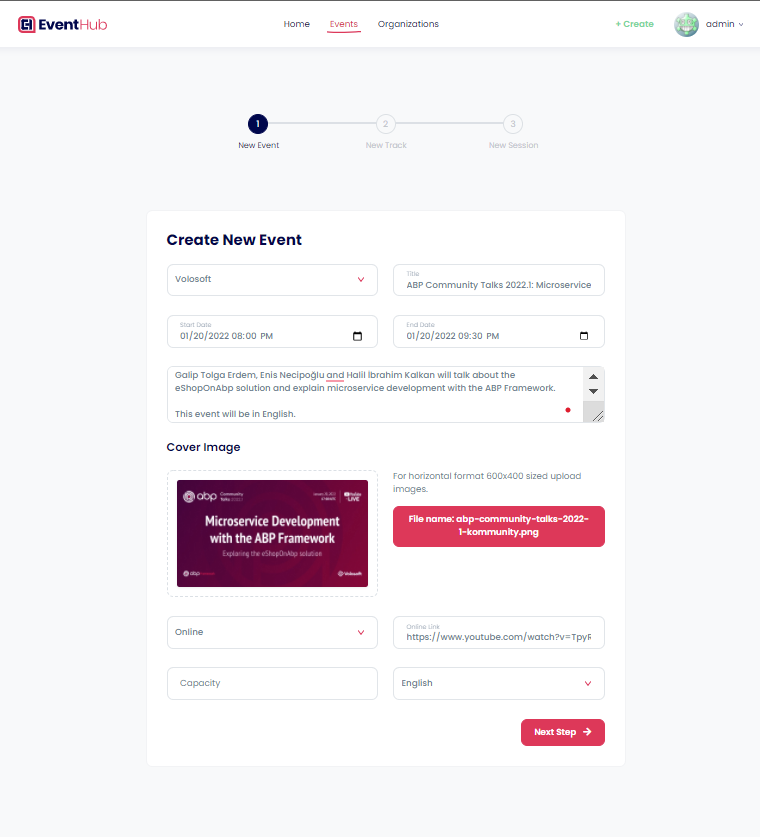 EventHub
Home Events Organizations
+ Create admin
1 2 3
New Event New Track New Session
Create New Event
Volosoft
Title
ABP Community Talks 2022.1: Microservice
Start Date
01/20/2022 08:00 PM
End Date
01/20/2022 09:30 PM
Galip Tolga Erdem, Enis Necipoğlu and Halil İbrahim Kalkan will talk about the
eShopOnAbp solution and explain microservice development with the ABP Framework.
This event will be in English.
Cover Image
abp Community
Talks 2022.1
YouTube
LIVE
Microservice Development
with the ABP Framework
Exploring the eShopOnAbp solution
abp
Volosoft
For horizontal format 600x400 sized upload
images.
File name: abp-community-talks-2022-
1-kommunity.png
Online
Online Link
https://www.youtube.com/watch?v=TpyR
Capacity
English
Next Step →